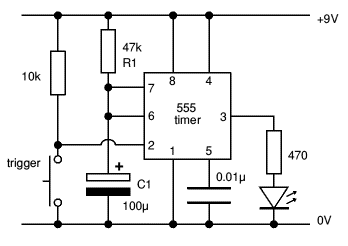 +9V
47k
R1
10k
8
4
7
555
timer
6
3
2
trigger
1
5
470
+
C1
0.01µ
100µ
0V